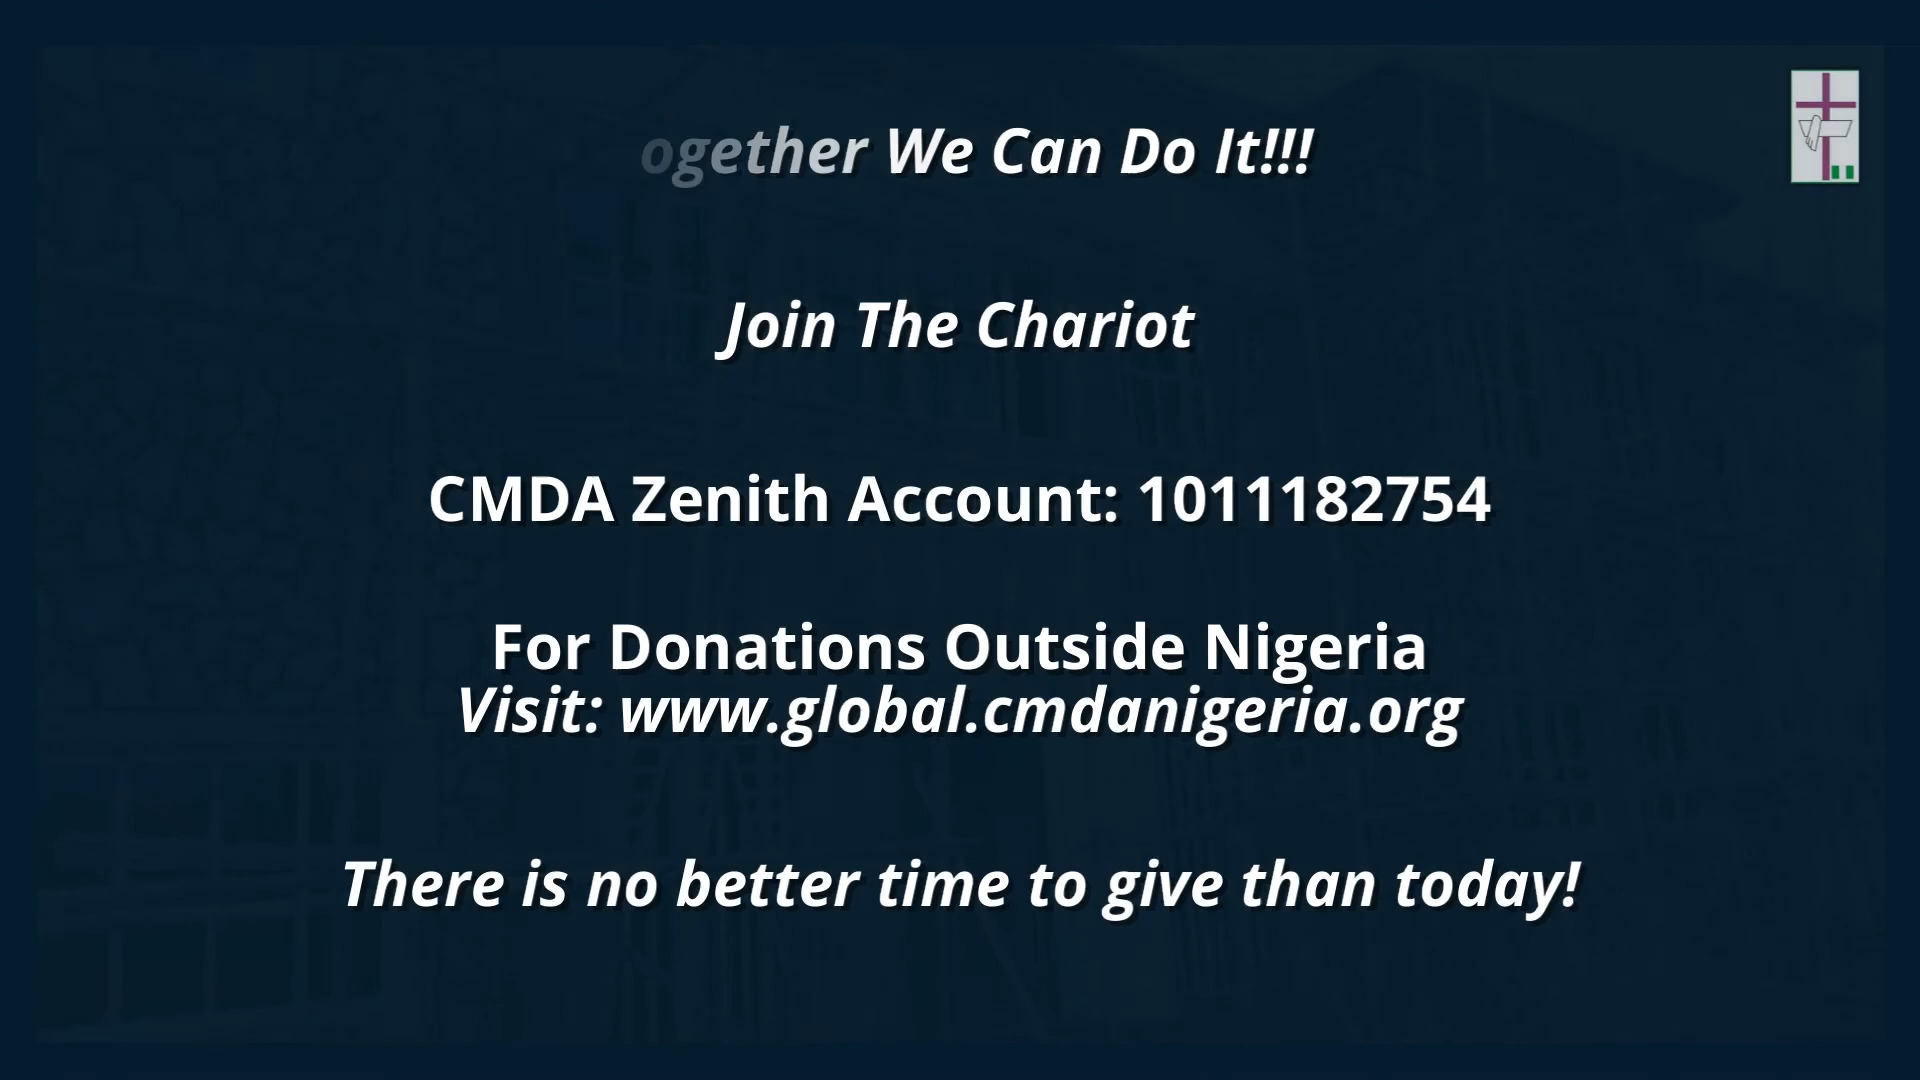 ogether We Can Do It!!!
Join The Chariot
CMDA Zenith Account: 1011182754
For Donations Outside Nigeria
Visit: www.global.cmdanigeria.org
There is no better time to give than today!